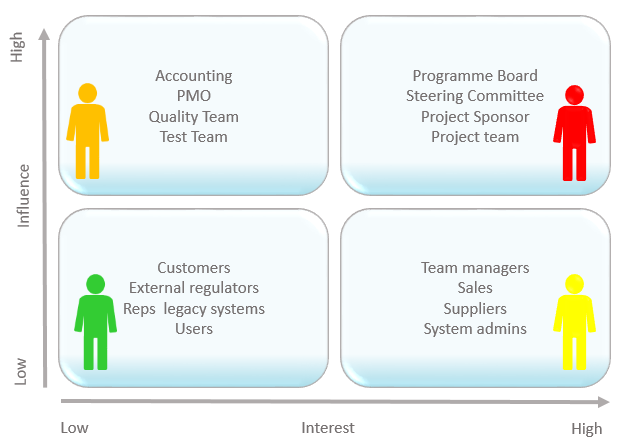 High
Accounting
PMO
Quality Team
Test Team
Programme Board
Steering Committee
Project Sponsor
Project team
Influence
Customers
External regulators
Reps legacy systems
Users
Team managers
Sales
Suppliers
System admins
Low
Low
Interest
High